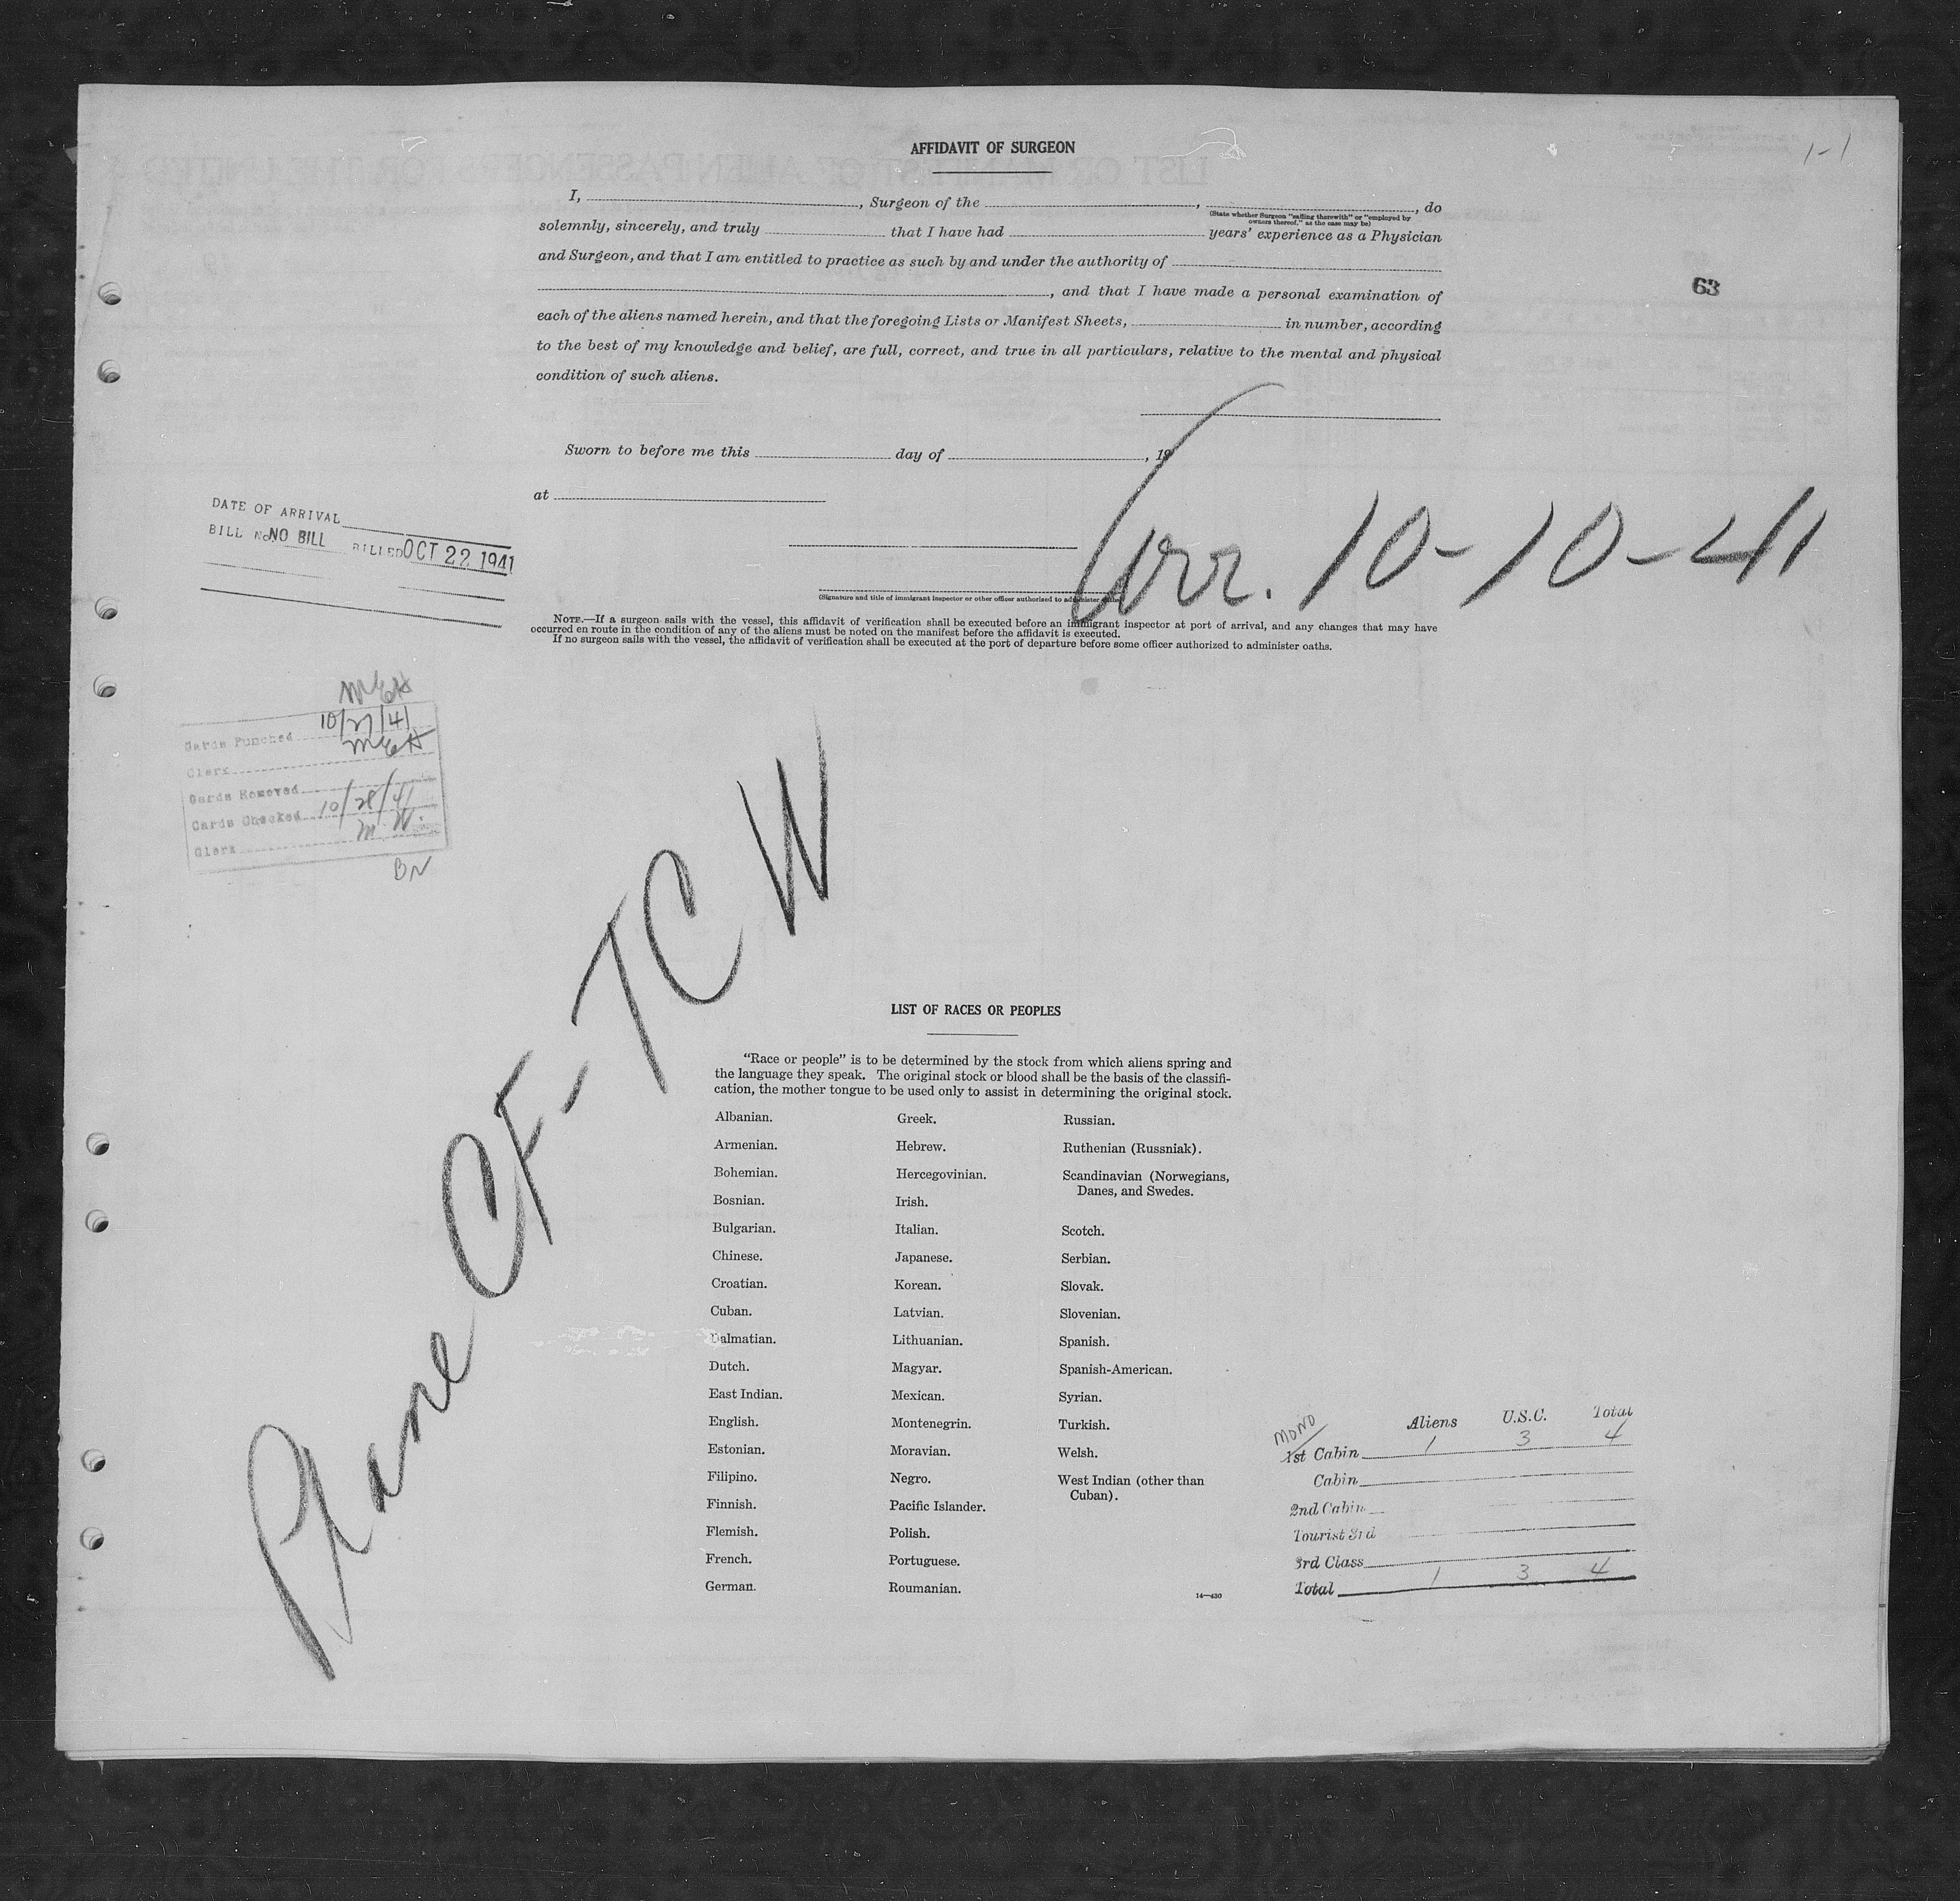 AFFIDAVIT OF SURGEON
1-1
I, , Surgeon of the , , do
(State whether Surgeon "sailing therewith" or "employed by
owners thereof," as the case may be)
solemnly, sincerely, and truly that I have had years' experience as a Physician
and Surgeon, and that I am entitled to practice as such by and under the authority of
, and that I have made a personal examination of
63
each of the aliens named herein, and that the foregoing Lists or Manifest Sheets, in number, according
to the best of my knowledge and belief, are full, correct, and true in all particulars, relative to the mental and physical
condition of such aliens.
Sworn to before me this day of , 19
at
DATE OF ARRIVAL
BILL No. NO BILL BILLED OCT 22 1941
Arr. 10-10-41
(Signature and title of immigrant inspector or other officer authorized to administer oaths)
NOTE.—If a surgeon sails with the vessel, this affidavit of verification shall be executed before an immigrant inspector at port of arrival, and any changes that may have
occurred en route in the condition of any of the aliens must be noted on the manifest before the affidavit is executed.
If no surgeon sails with the vessel, the affidavit of verification shall be executed at the port of departure before some officer authorized to administer oaths.
MEH
Cards Punched 10/27/41
Clerk MEH
Cards Removed
Cards Checked 10/28/41
Clerk M.W.
BN
Plane CF-TCW
LIST OF RACES OR PEOPLES
"Race or people" is to be determined by the stock from which aliens spring and
the language they speak. The original stock or blood shall be the basis of the classifi-
cation, the mother tongue to be used only to assist in determining the original stock.
Albanian.
Armenian.
Bohemian.
Bosnian.
Bulgarian.
Chinese.
Croatian.
Cuban.
Dalmatian.
Dutch.
East Indian.
English.
Estonian.
Filipino.
Finnish.
Flemish.
French.
German.
Greek.
Hebrew.
Hercegovinian.
Irish.
Italian.
Japanese.
Korean.
Latvian.
Lithuanian.
Magyar.
Mexican.
Montenegrin.
Moravian.
Negro.
Pacific Islander.
Polish.
Portuguese.
Roumanian.
Russian.
Ruthenian (Russniak).
Scandinavian (Norwegians,
Danes, and Swedes.
Scotch.
Serbian.
Slovak.
Slovenian.
Spanish.
Spanish-American.
Syrian.
Turkish.
Welsh.
West Indian (other than
Cuban).
14—430
Aliens U.S.C. Total
MONO
1st Cabin 1 3 4
Cabin
2nd Cabin
Tourist 3rd
3rd Class
Total 1 3 4